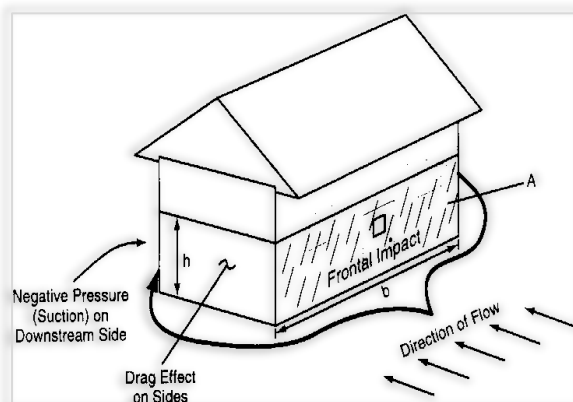 A
h
Frontal Impact
b
Negative Pressure
(Suction) on
Downstream Side
Direction of Flow
Drag Effect
on Sides